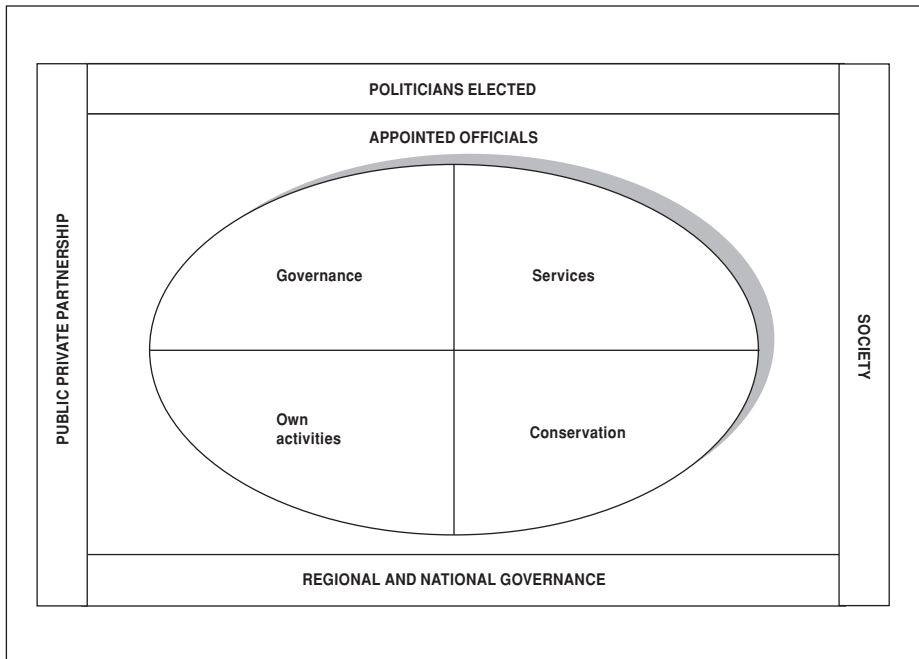 POLITICIANS ELECTED
APPOINTED OFFICIALS
PUBLIC PRIVATE PARTNERSHIP
Governance
Services
SOCIETY
Own
activities
Conservation
REGIONAL AND NATIONAL GOVERNANCE